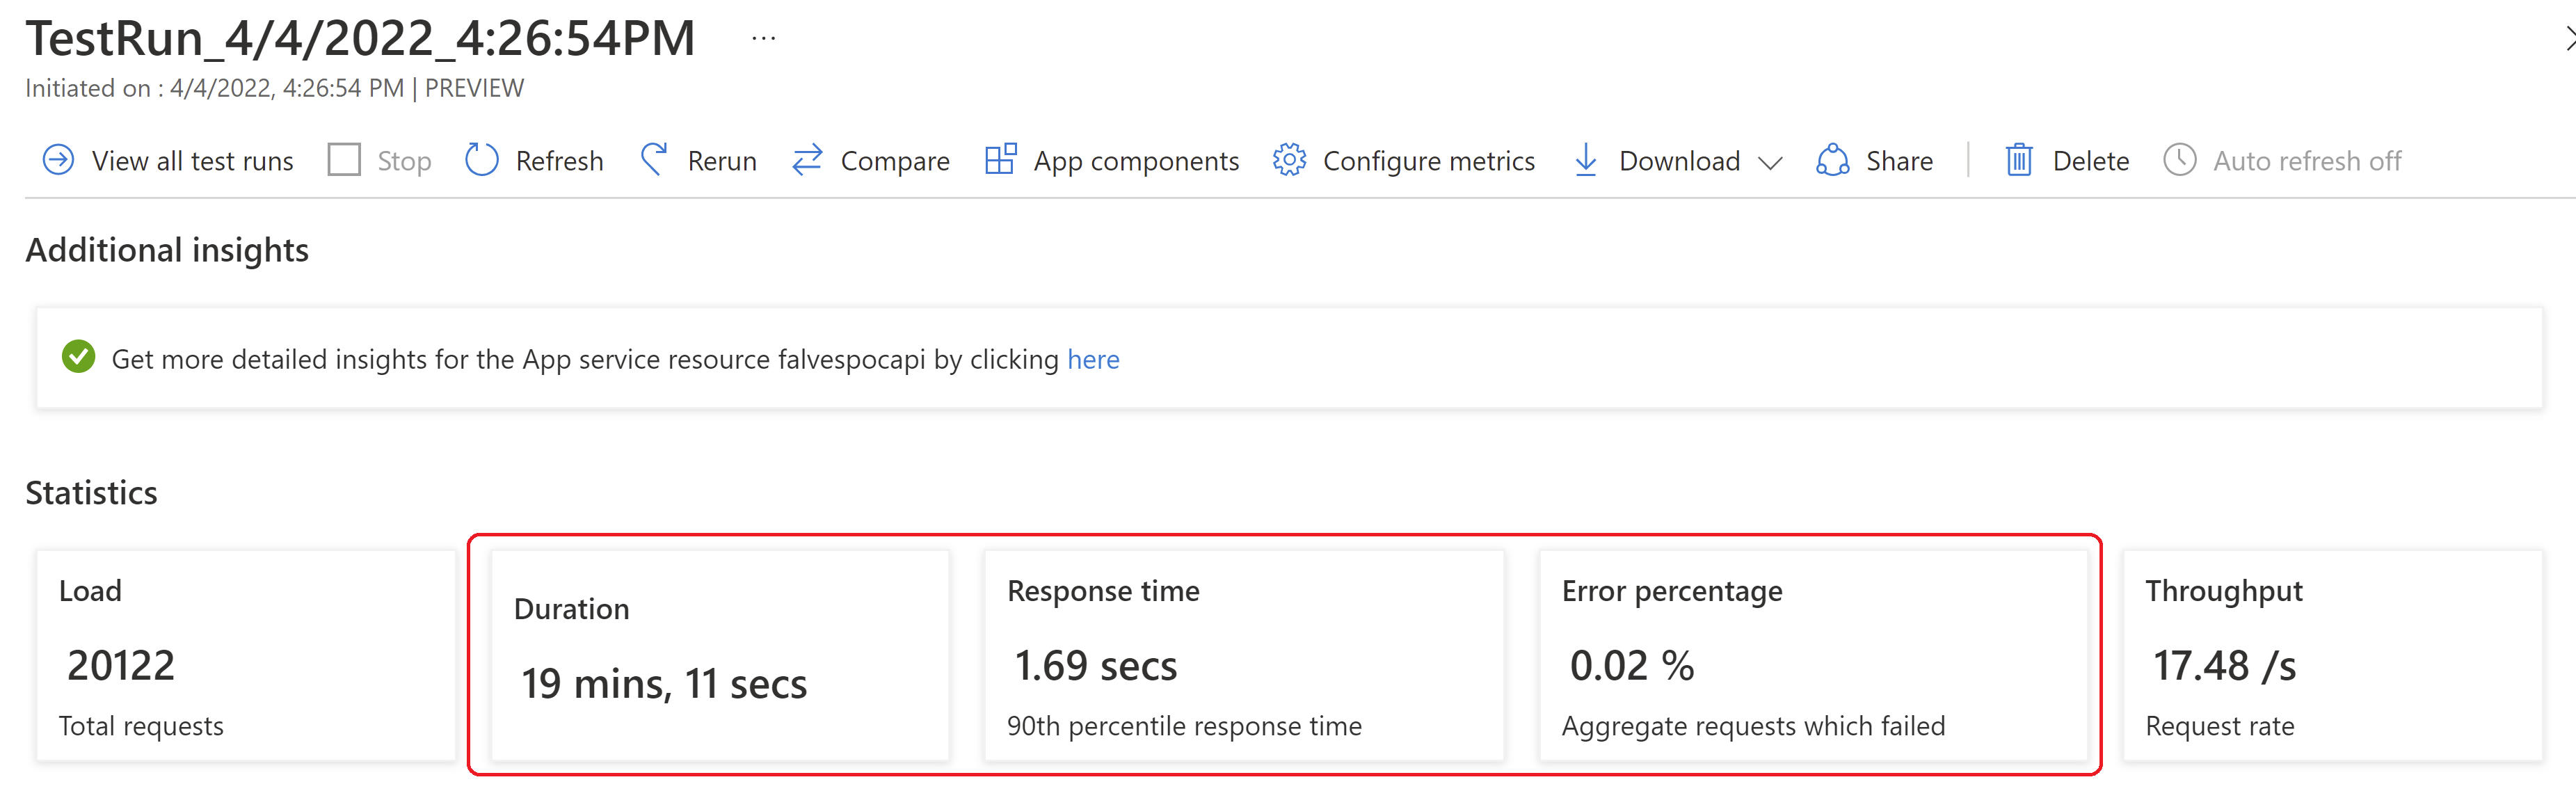 TestRun_4/4/2022_4:26:54PM ...
Initiated on : 4/4/2022, 4:26:54 PM | PREVIEW
View all test runs Stop Refresh Rerun Compare App components Configure metrics Download Share Delete Auto refresh off
Additional insights
Get more detailed insights for the App service resource falvespocapi by clicking here
Statistics
Load
20122
Total requests
Duration
19 mins, 11 secs
Response time
1.69 secs
90th percentile response time
Error percentage
0.02 %
Aggregate requests which failed
Throughput
17.48 /s
Request rate